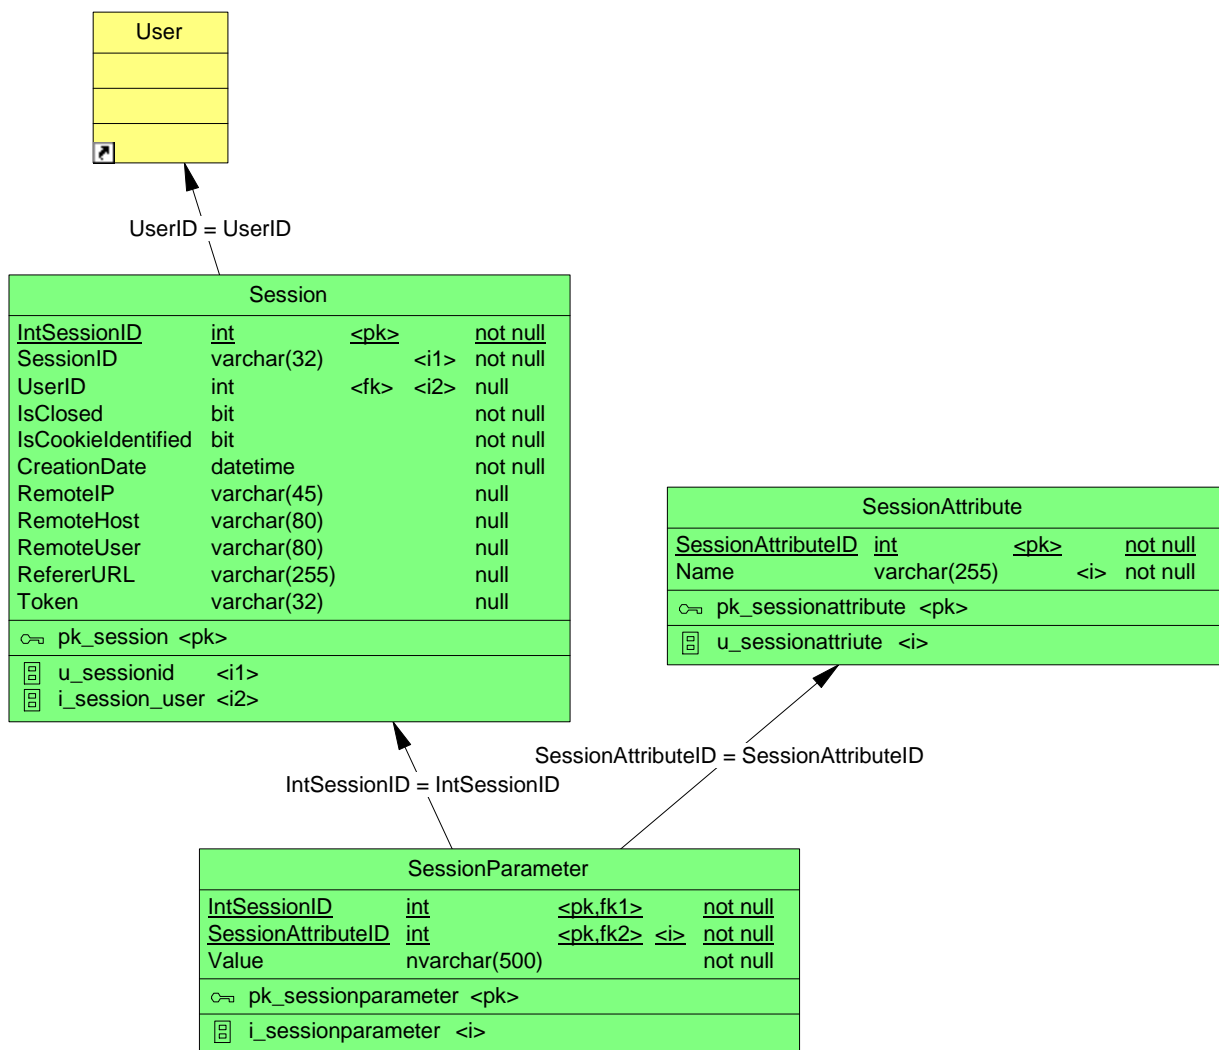 User
UserID = UserID
Session
IntSessionID int <pk> not null
SessionID varchar(32) <i1> not null
UserID int <fk> <i2> null
IsClosed bit not null
IsCookieIdentified bit not null
CreationDate datetime not null
RemoteIP varchar(45) null
RemoteHost varchar(80) null
RemoteUser varchar(80) null
RefererURL varchar(255) null
Token varchar(32) null
pk_session <pk>
u_sessionid <i1>
i_session_user <i2>
SessionAttribute
SessionAttributeID int <pk> not null
Name varchar(255) <i> not null
pk_sessionattribute <pk>
u_sessionattriute <i>
SessionAttributeID = SessionAttributeID
IntSessionID = IntSessionID
SessionParameter
IntSessionID int <pk,fk1> not null
SessionAttributeID int <pk,fk2> <i> not null
Value nvarchar(500) not null
pk_sessionparameter <pk>
i_sessionparameter <i>